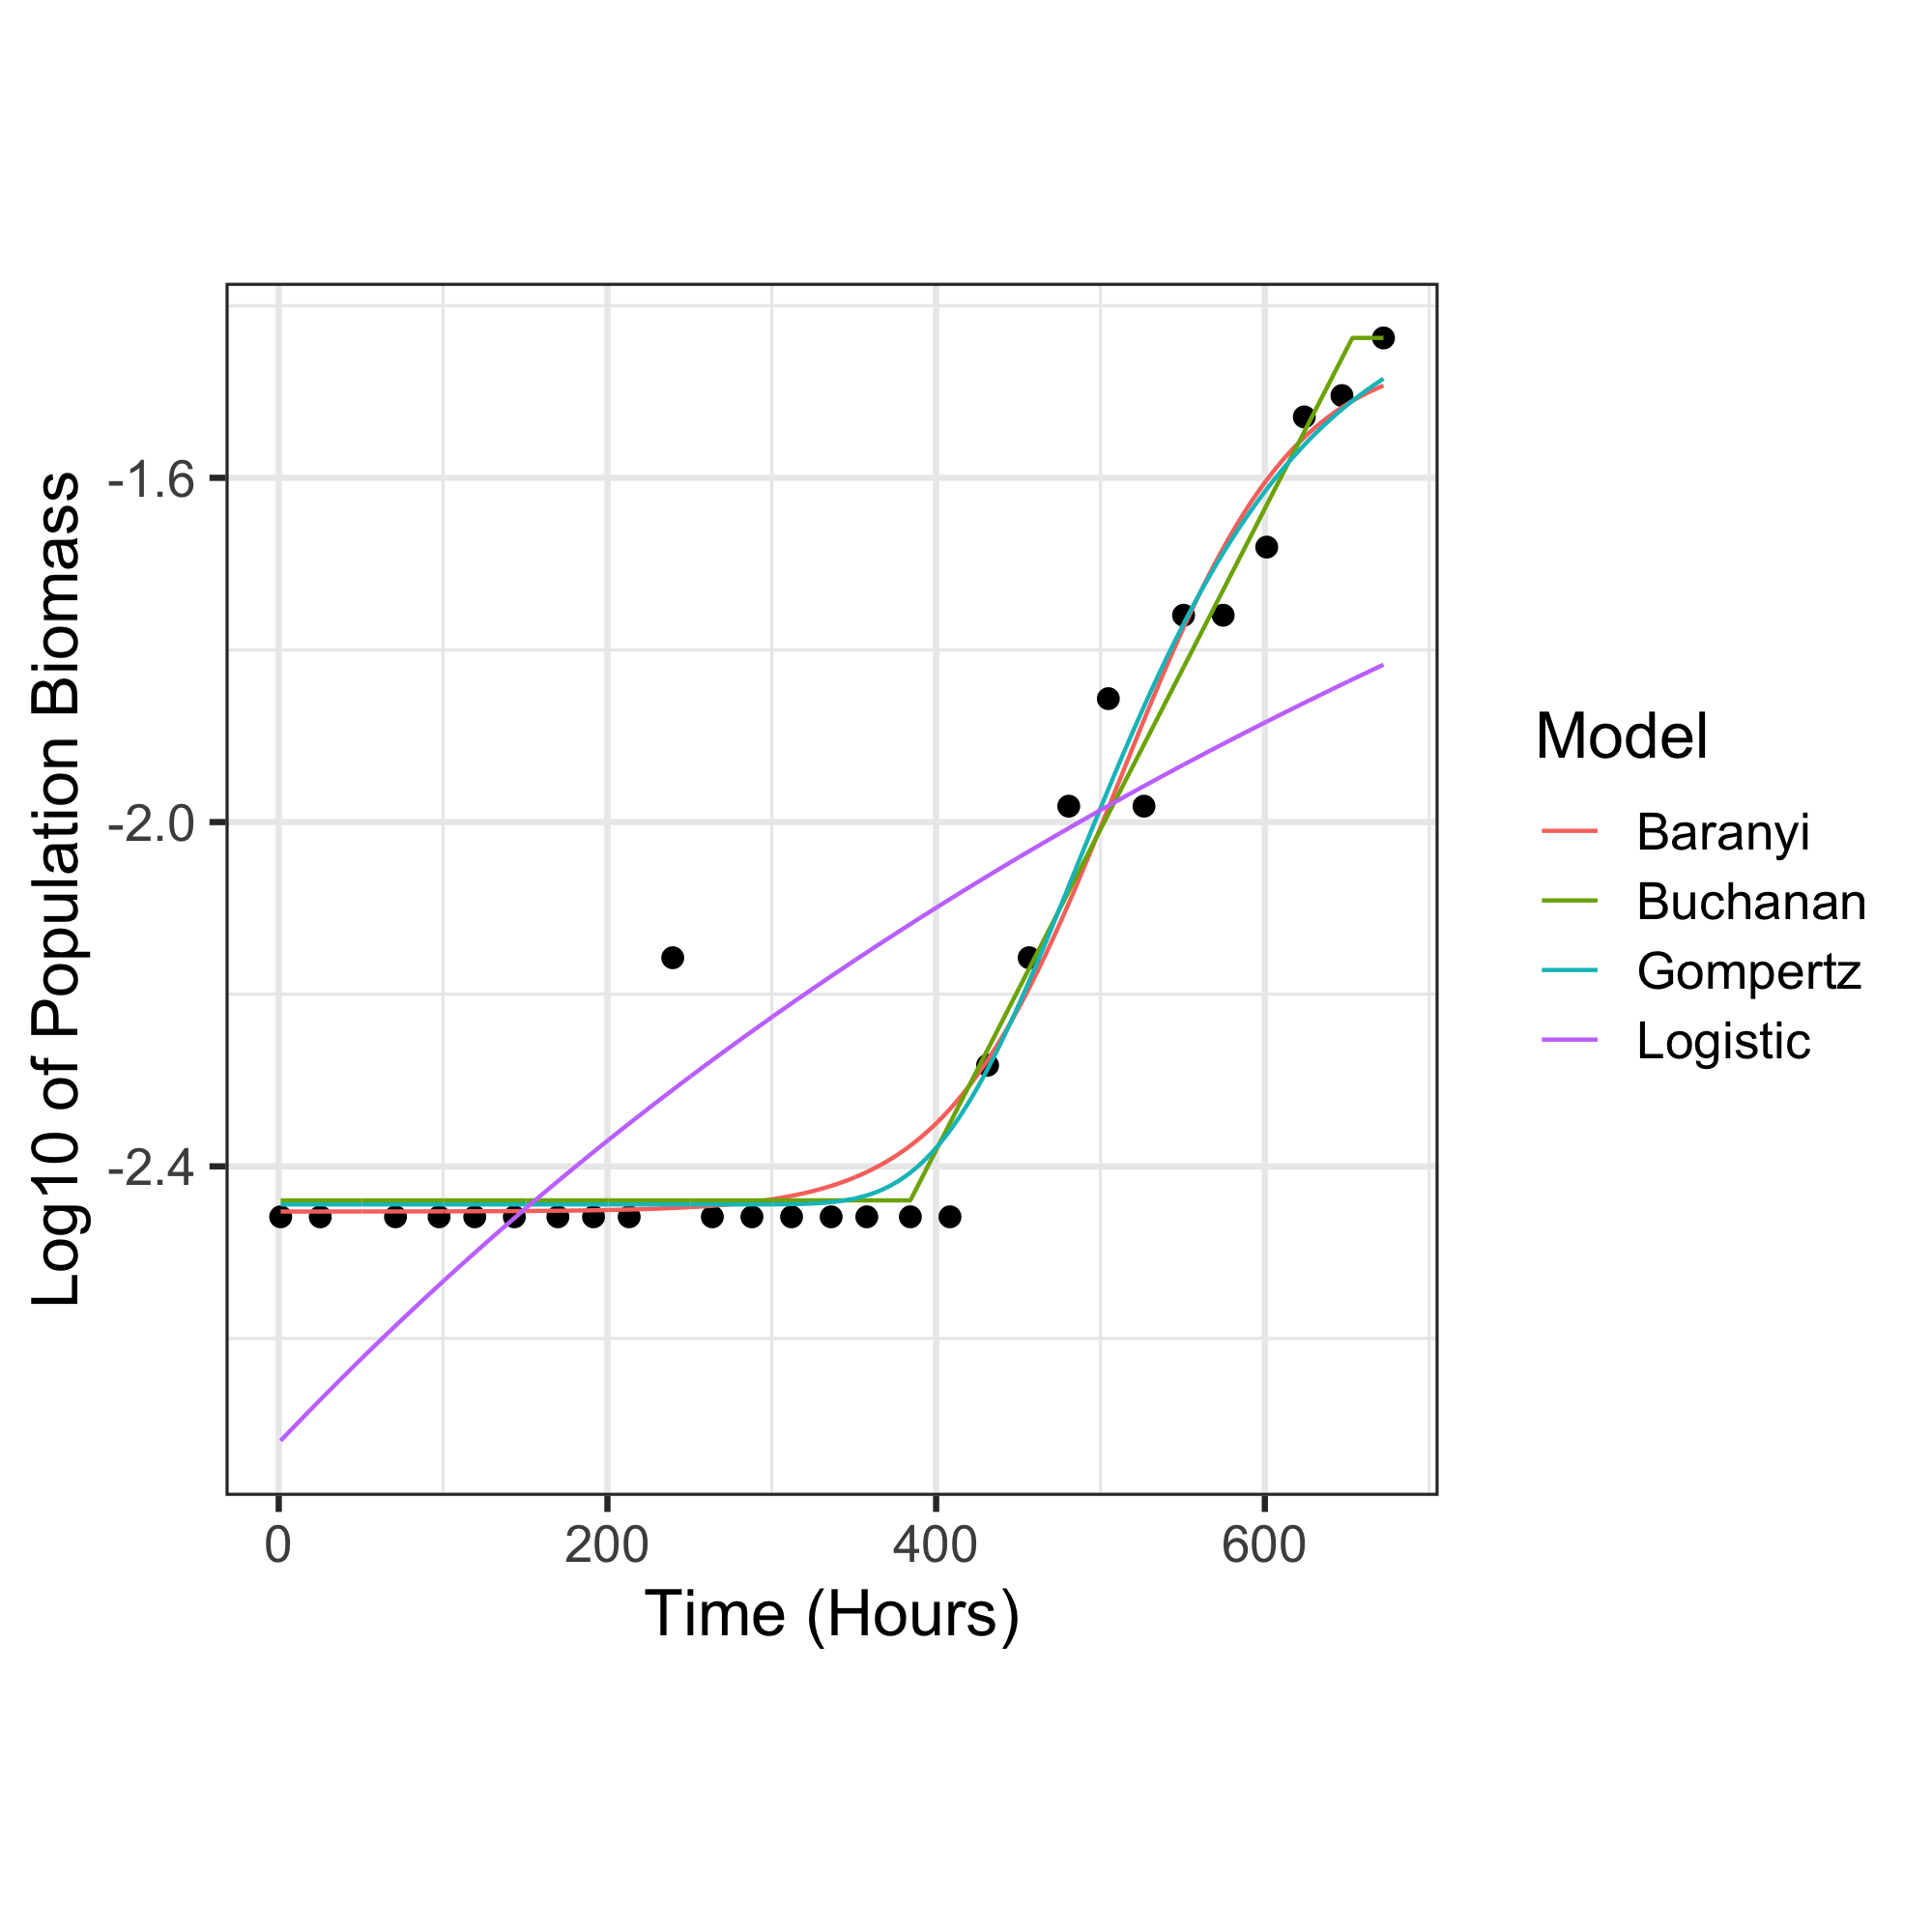 Log10 of Population Biomass
-1.6
-2.0
-2.4
0 200 400 600
Time (Hours)
Model
Baranyi
Buchanan
Gompertz
Logistic